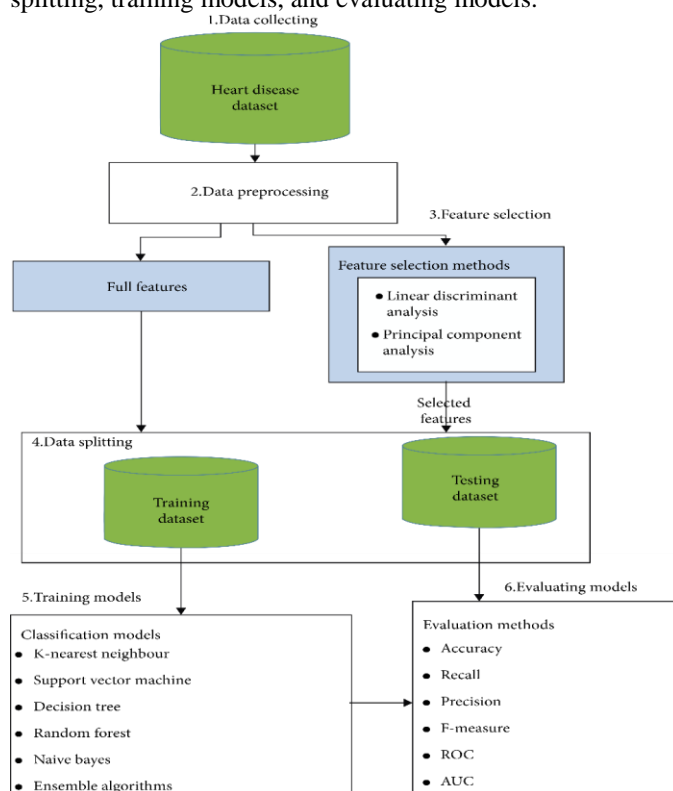 splitting, training models, and evaluating models.
1.Data collecting
Heart disease
dataset
2.Data preprocessing
3.Feature selection
Full features
Feature selection methods
● Linear discriminant
analysis
● Principal component
analysis
Selected
features
4.Data splitting
Training
dataset
Testing
dataset
5.Training models
Classification models
● K-nearest neighbour
● Support vector machine
● Decision tree
● Random forest
● Naive bayes
● Ensemble algorithms
6.Evaluating models
Evaluation methods
● Accuracy
● Recall
● Precision
● F-measure
● ROC
● AUC